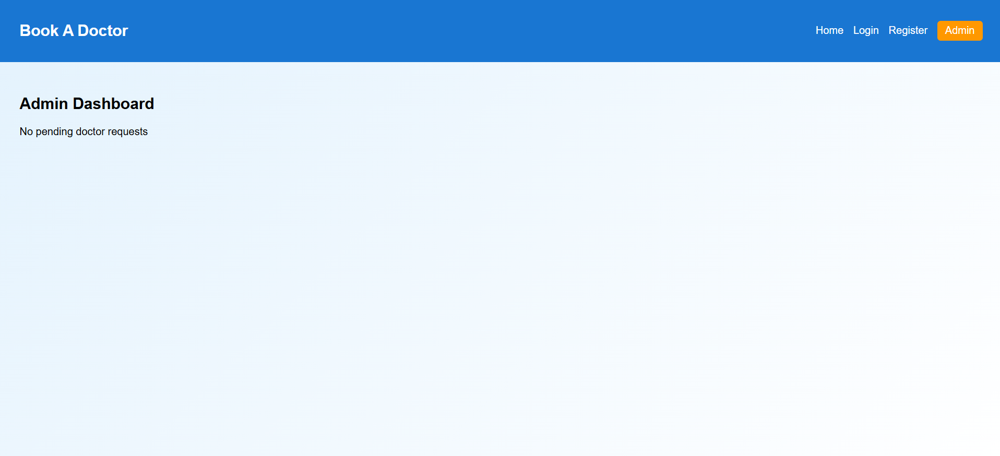 Book A Doctor
Home Login Register Admin
Admin Dashboard
No pending doctor requests